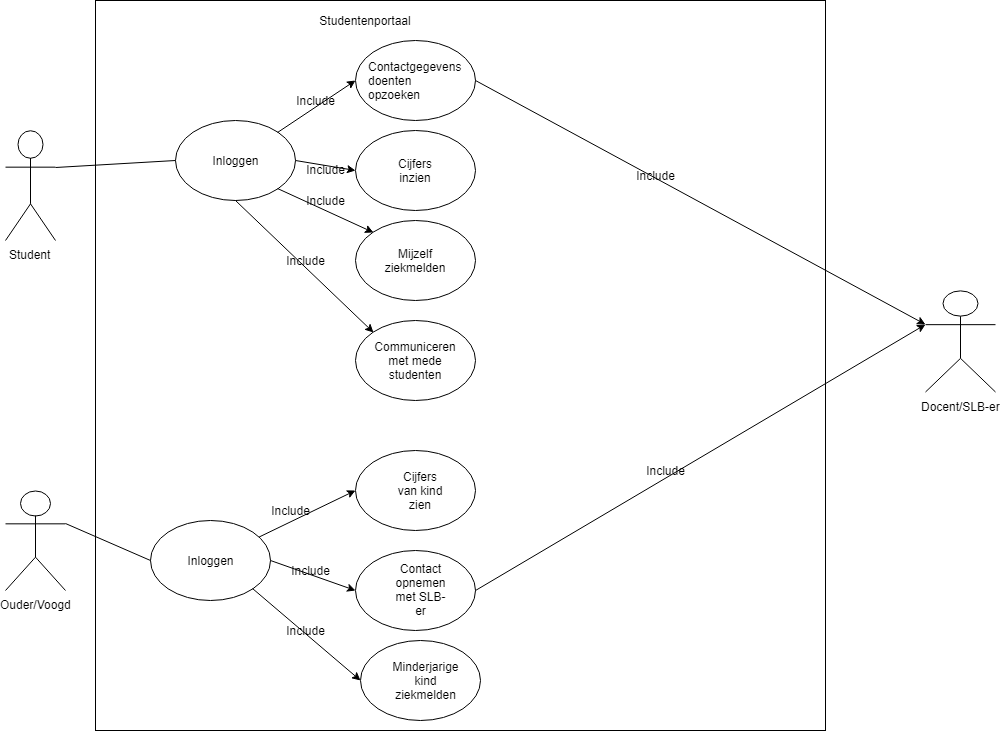 Studentenportaal
Contactgegevens
doenten
opzoeken
Include
Inloggen
Include
Cijfers
inzien
Include
Include
Student
Mijzelf
ziekmelden
Include
Communiceren
met mede
studenten
Docent/SLB-er
Include
Cijfers
van kind
zien
Include
Inloggen
Include
Contact
opnemen
met SLB-
er
Ouder/Voogd
Include
Minderjarige
kind
ziekmelden